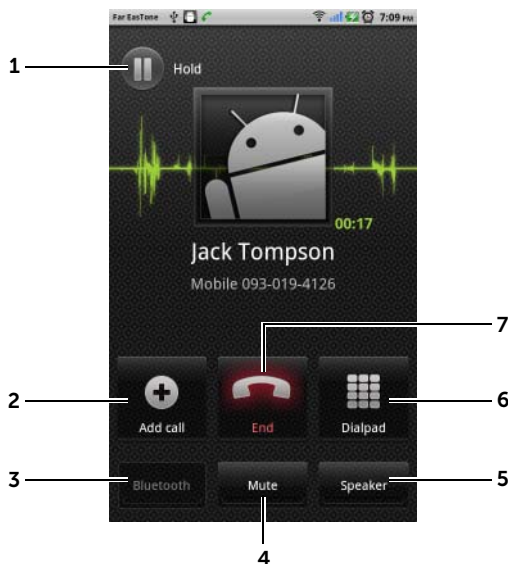 Far EasTone 7:09 PM
1
Hold
00:17
Jack Tompson
Mobile 093-019-4126
7
2
Add call
End
Dialpad
6
3
Bluetooth
Mute
Speaker
5
4